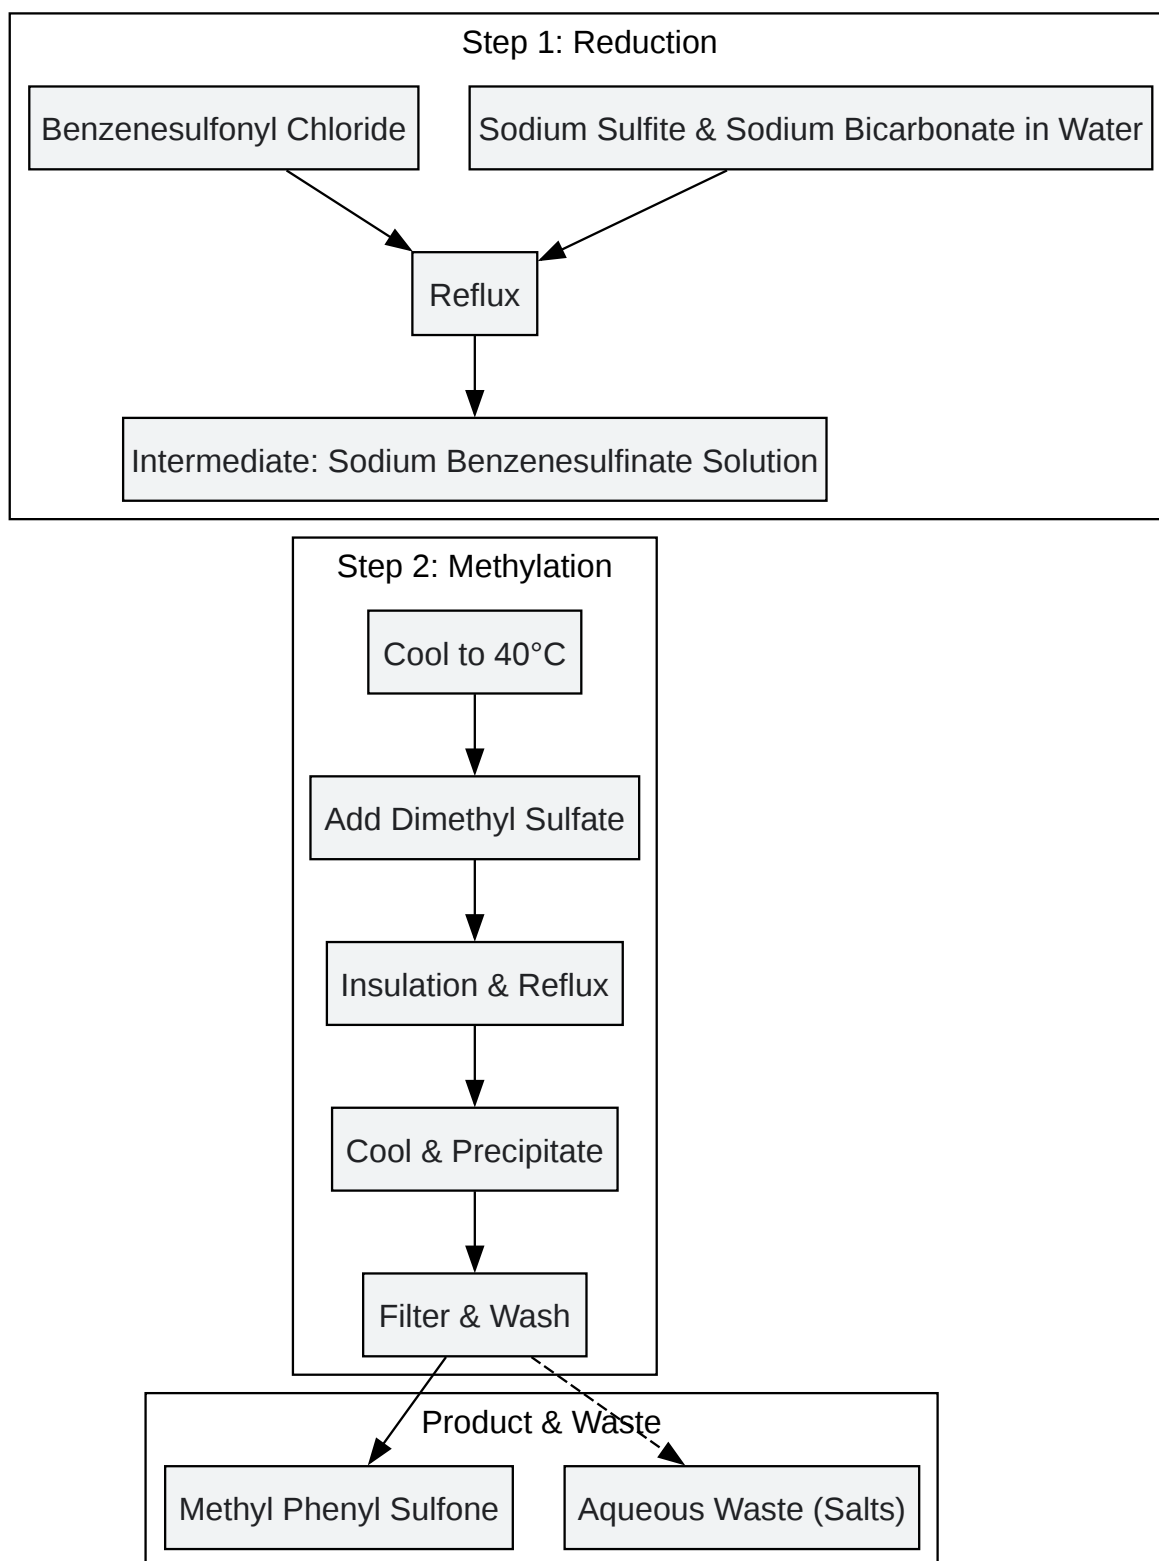 Step 1: Reduction
Benzenesulfonyl Chloride
Sodium Sulfite & Sodium Bicarbonate in Water
Reflux
Intermediate: Sodium Benzenesulfinate Solution
Step 2: Methylation
Cool to 40°C
Add Dimethyl Sulfate
Insulation & Reflux
Cool & Precipitate
Filter & Wash
Product & Waste
Methyl Phenyl Sulfone
Aqueous Waste (Salts)